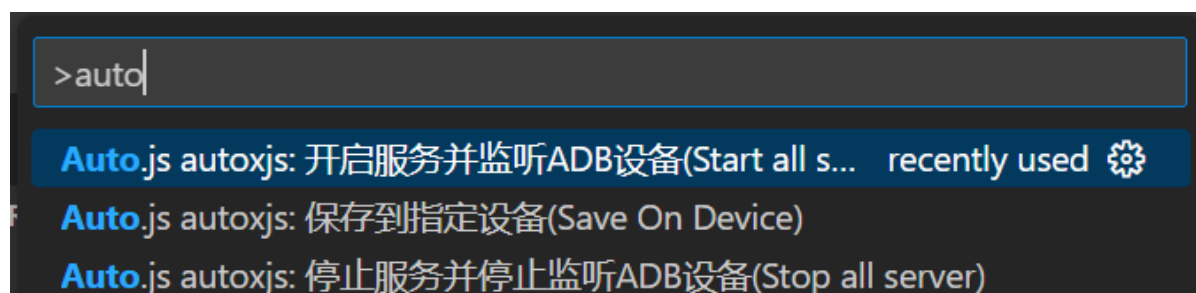 >auto
Auto.js autoxjs: 开启服务并监听ADB设备(Start all s... recently used
Auto.js autoxjs: 保存到指定设备(Save On Device)
Auto.js autoxjs: 停止服务并停止监听ADB设备(Stop all server)